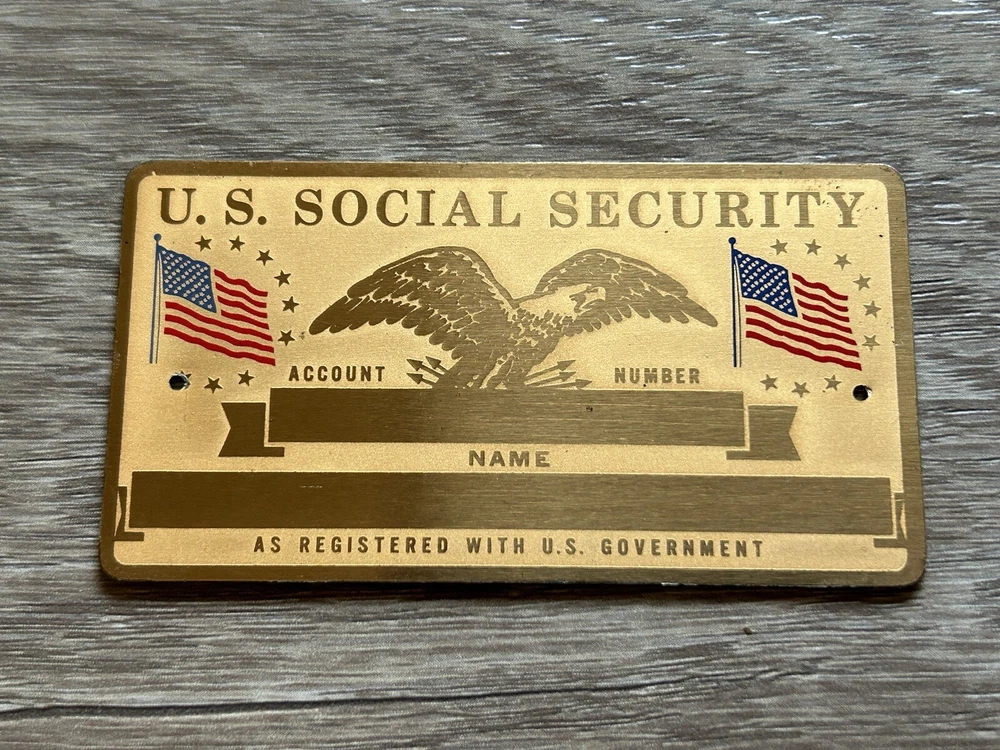 U. S. SOCIAL SECURITY
ACCOUNT NUMBER
NAME
AS REGISTERED WITH U.S. GOVERNMENT